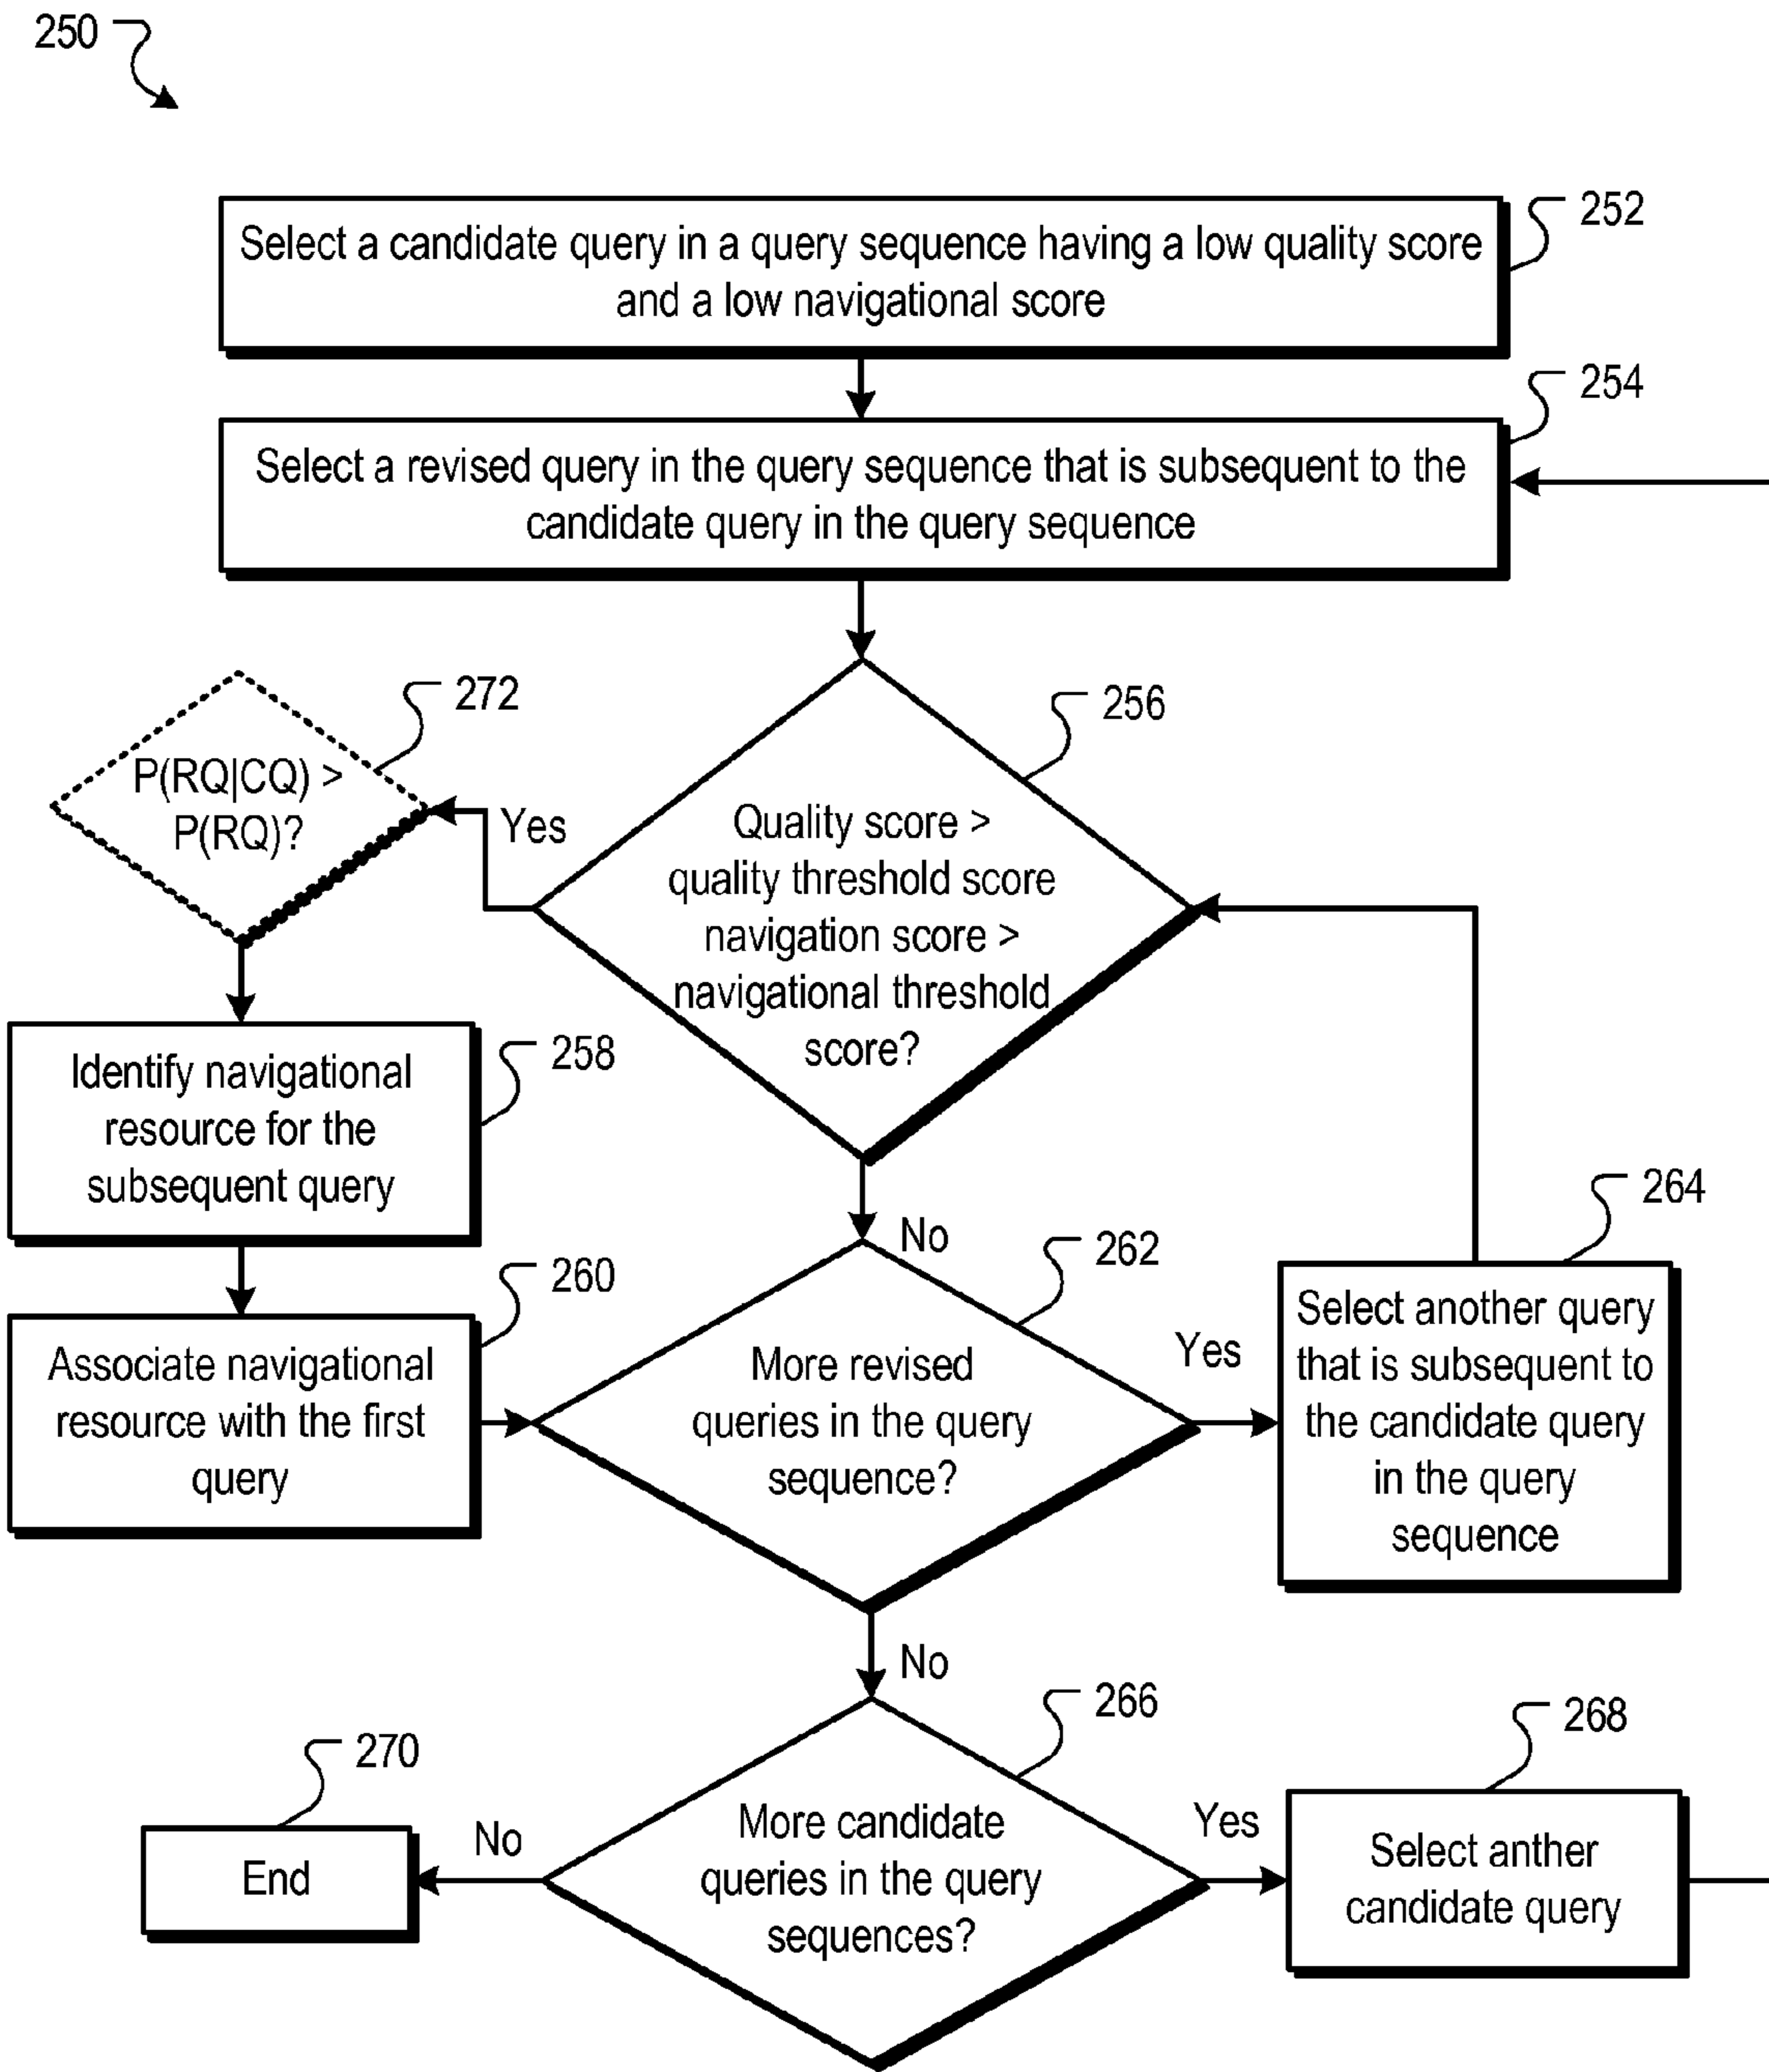 250
252
Select a candidate query in a query sequence having a low quality score
and a low navigational score
254
Select a revised query in the query sequence that is subsequent to the
candidate query in the query sequence
272
P(RQ|CQ) >
P(RQ)?
Yes
256
Quality score >
quality threshold score
navigation score >
navigational threshold
score?
258
Identify navigational
resource for the
subsequent query
No
260
Associate navigational
resource with the first
query
262
More revised
queries in the query
sequence?
Yes
264
Select another query
that is subsequent to
the candidate query
in the query
sequence
No
266
More candidate
queries in the query
sequences?
No
270
End
Yes
268
Select anther
candidate query